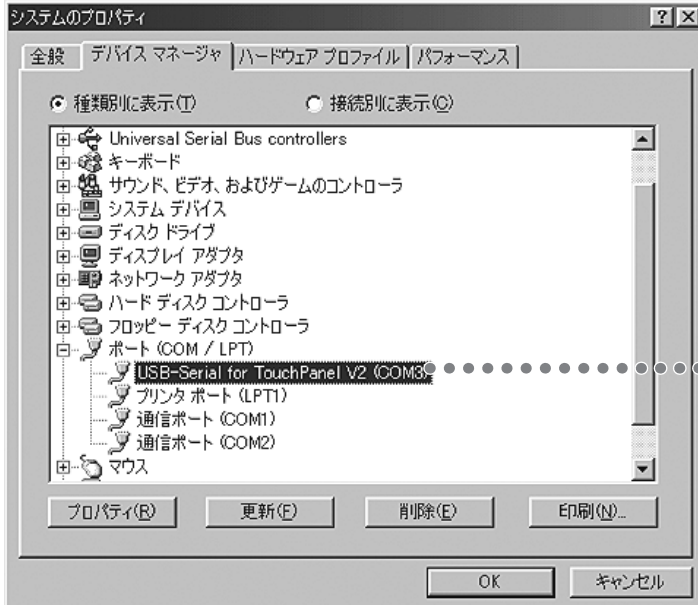 システムのプロパティ
全般 デバイス マネージャ ハードウェア プロファイル パフォーマンス
種類別に表示(T) 接続別に表示(C)
Universal Serial Bus controllers
キーボード
サウンド、ビデオ、およびゲームのコントローラ
システム デバイス
ディスク ドライブ
ディスプレイ アダプタ
ネットワーク アダプタ
ハード ディスク コントローラ
フロッピー ディスク コントローラ
ポート (COM / LPT)
USB-Serial for TouchPanel V2 (COM3)
プリンタ ポート (LPT1)
通信ポート (COM1)
通信ポート (COM2)
マウス
プロパティ(R) 更新(F) 削除(E) 印刷(N)...
OK キャンセル